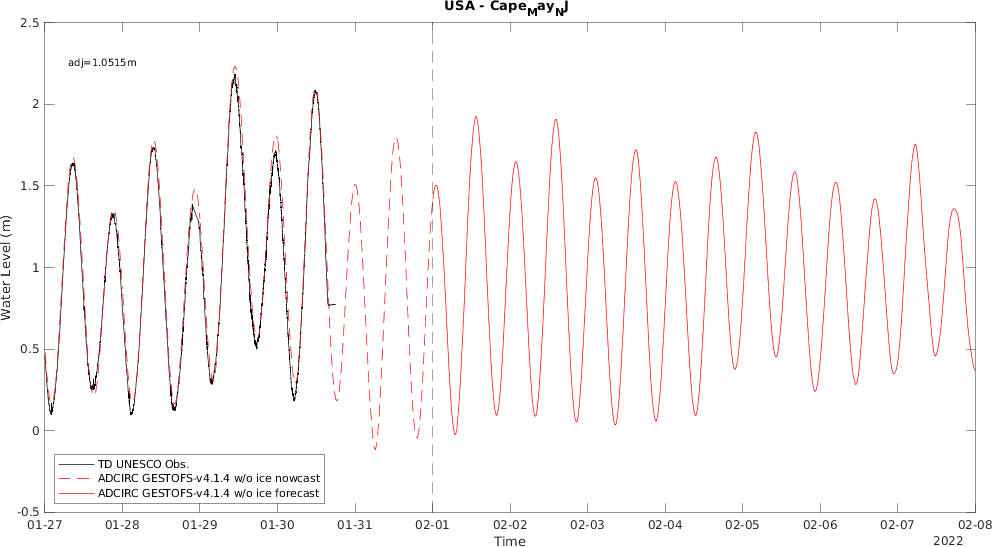 USA - CapeMayNJ
2.5
adj=1.0515m
2
1.5
1
0.5
0
-0.5
Water Level (m)
TD UNESCO Obs.
ADCIRC GESTOFS-v4.1.4 w/o ice nowcast
ADCIRC GESTOFS-v4.1.4 w/o ice forecast
01-27 01-28 01-29 01-30 01-31 02-01 02-02 02-03 02-04 02-05 02-06 02-07 02-08
Time
2022